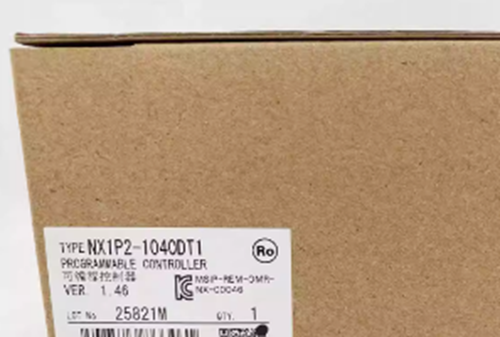 TYPE NX1P2-1040DT1 Ro
PROGRAMMABLE CONTROLLER
可编程控制器 MSIP-REM-OMR-
VER. 1.46 NX-C0046
LOT No. 25821M QTY. 1